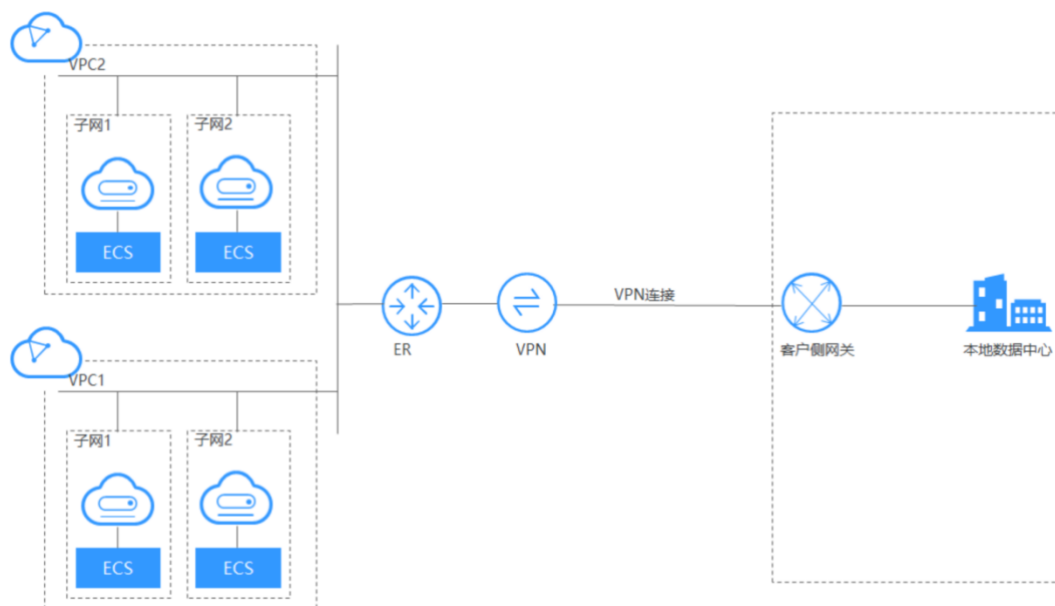 VPC2
子网1
子网2
ECS
ECS
ER
VPN
VPN连接
客户侧网关
本地数据中心
VPC1
子网1
子网2
ECS
ECS